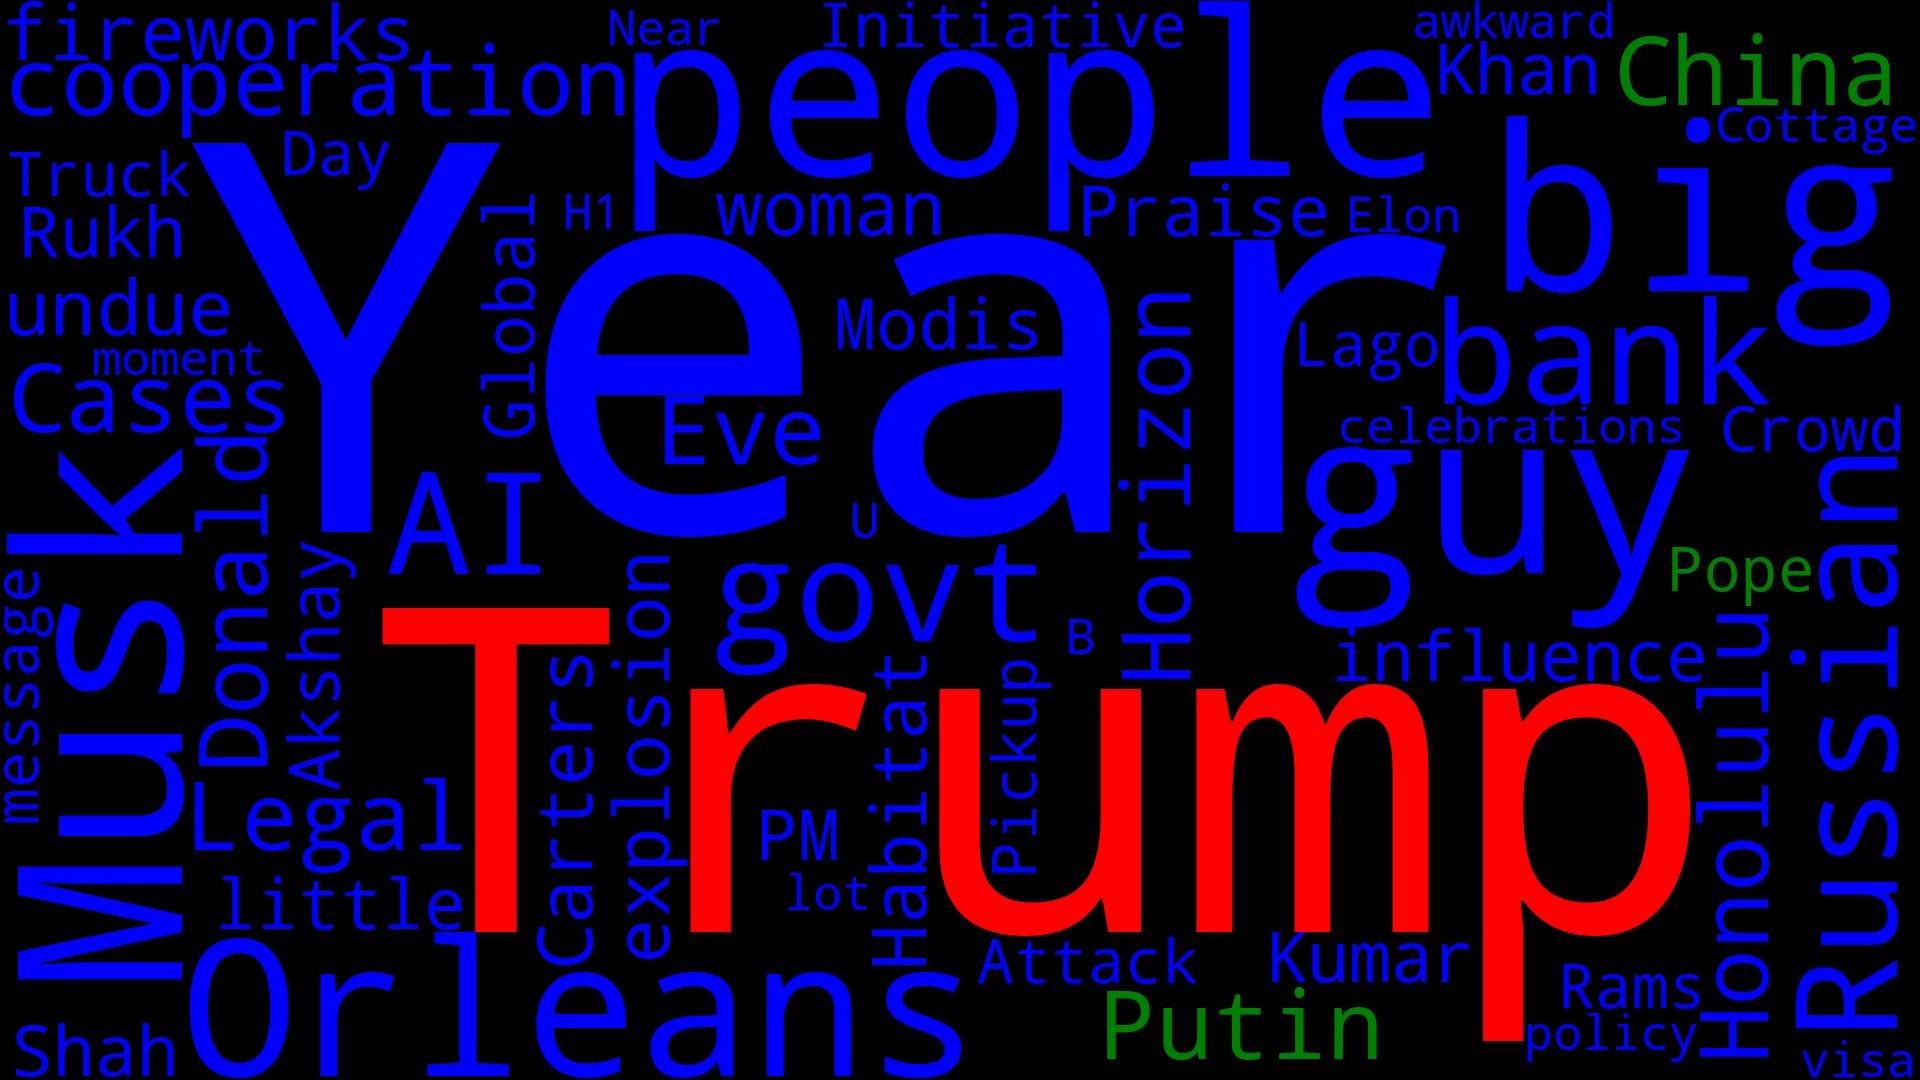 fireworks
Near
Initiative
awkward
cooperation
people
Khan
China
Day
big
Cottage
Truck
Year
H1
woman
Praise
Elon
Rukh
Global
undue
Modis
Horizon
Lago
bank
moment
Cases
Eve
celebrations
Crowd
Musk
Donald
AI
U
guy
Russian
message
Akshay
explosion
govt
B
Pope
Trump
influence
Carters
Habitat
Pickup
Honolulu
Legal
PM
little
lot
Orleans
Attack
Kumar
Rams
Putin
policy
Shah
visa